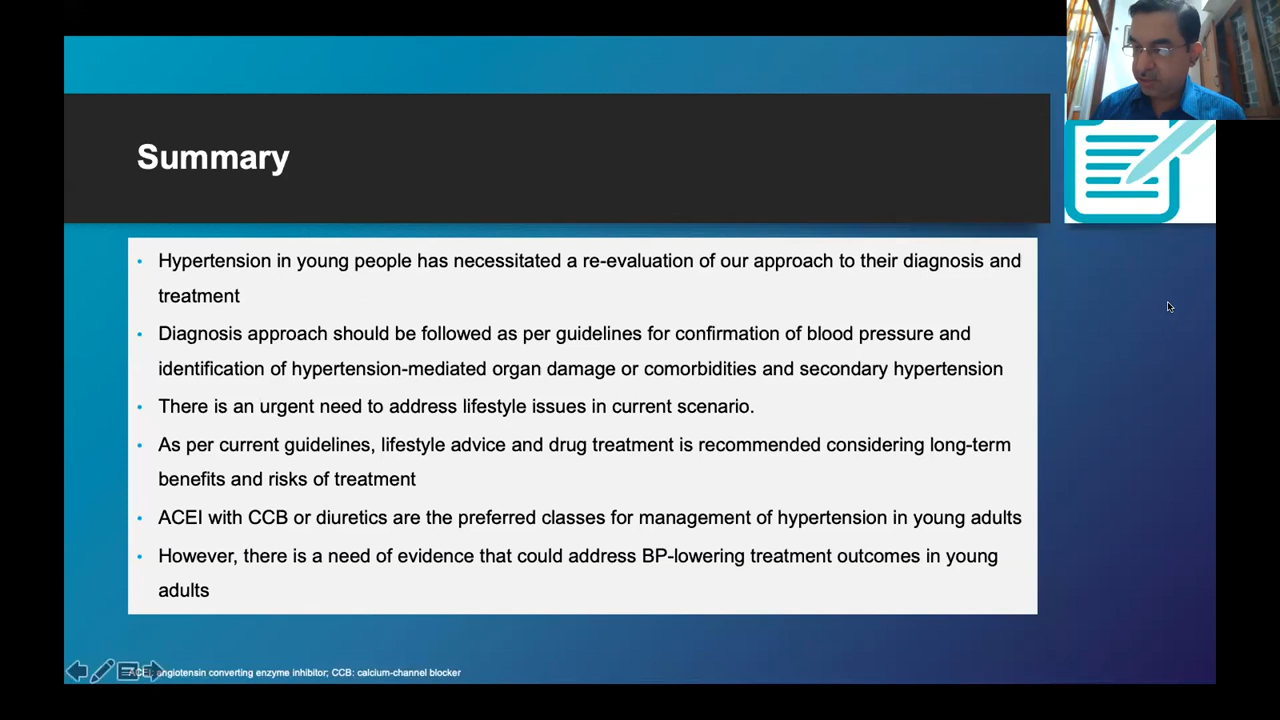 Summary
• Hypertension in young people has necessitated a re-evaluation of our approach to their diagnosis and
treatment
• Diagnosis approach should be followed as per guidelines for confirmation of blood pressure and
identification of hypertension-mediated organ damage or comorbidities and secondary hypertension
• There is an urgent need to address lifestyle issues in current scenario.
• As per current guidelines, lifestyle advice and drug treatment is recommended considering long-term
benefits and risks of treatment
• ACEI with CCB or diuretics are the preferred classes for management of hypertension in young adults
• However, there is a need of evidence that could address BP-lowering treatment outcomes in young
adults
ACEI: angiotensin converting enzyme inhibitor; CCB: calcium-channel blocker